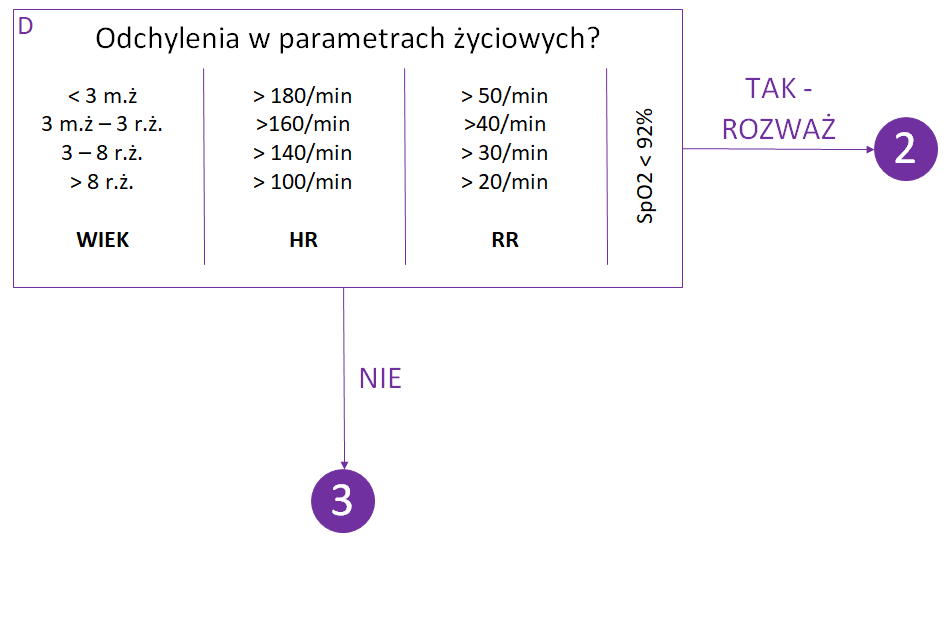 D
Odchylenia w parametrach życiowych?
< 3 m.ż > 180/min > 50/min
3 m.ż – 3 r.ż. >160/min >40/min
3 – 8 r.ż. > 140/min > 30/min
> 8 r.ż. > 100/min > 20/min
WIEK HR RR
SpO2 < 92%
TAK -
ROZWAŻ
2
NIE
3